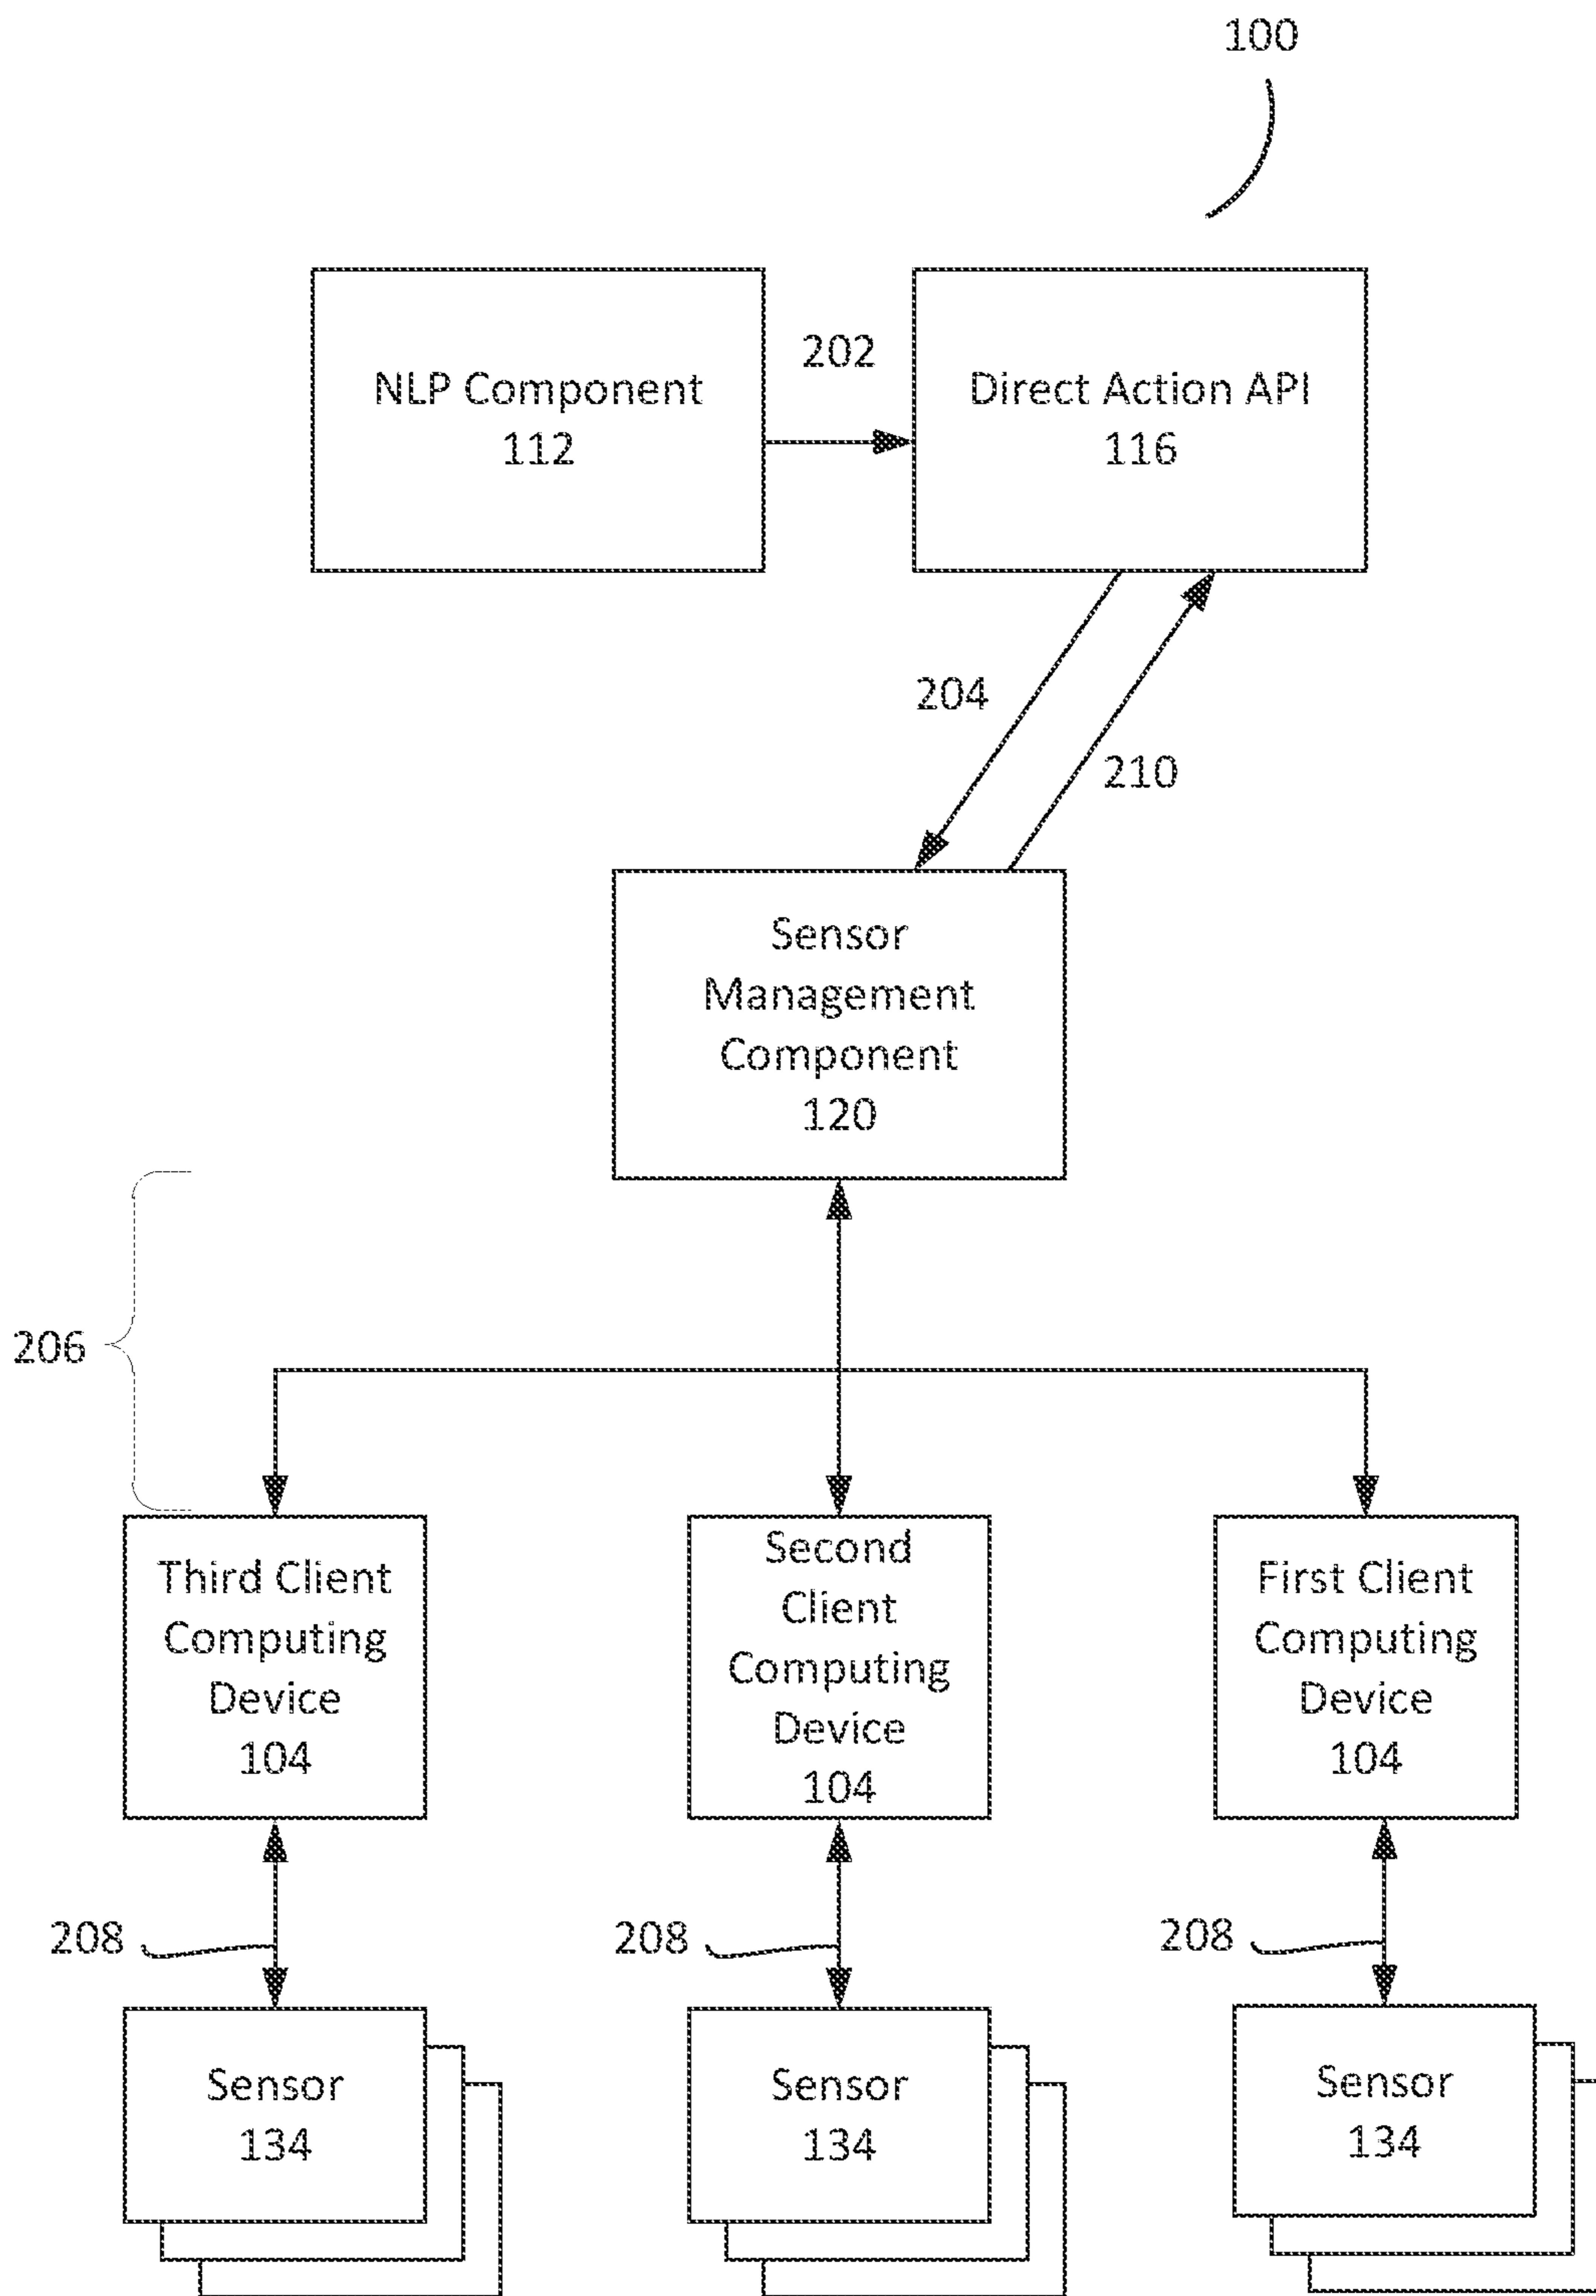 100
NLP Component
112
202
Direct Action API
116
204
210
Sensor
Management
Component
120
206
Third Client
Computing
Device
104
Second
Client
Computing
Device
104
First Client
Computing
Device
104
208
208
208
Sensor
134
Sensor
134
Sensor
134